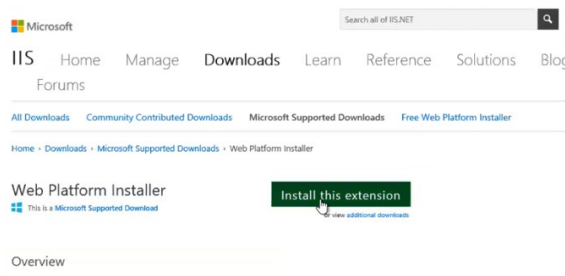 Microsoft
Search all of IIS.NET
IIS Home Manage Downloads Learn Reference Solutions Blog
Forums
All Downloads Community Contributed Downloads Microsoft Supported Downloads Free Web Platform Installer
Home › Downloads › Microsoft Supported Downloads › Web Platform Installer
Web Platform Installer
Install this extension
This is a Microsoft Supported Download
or view additional downloads
Overview